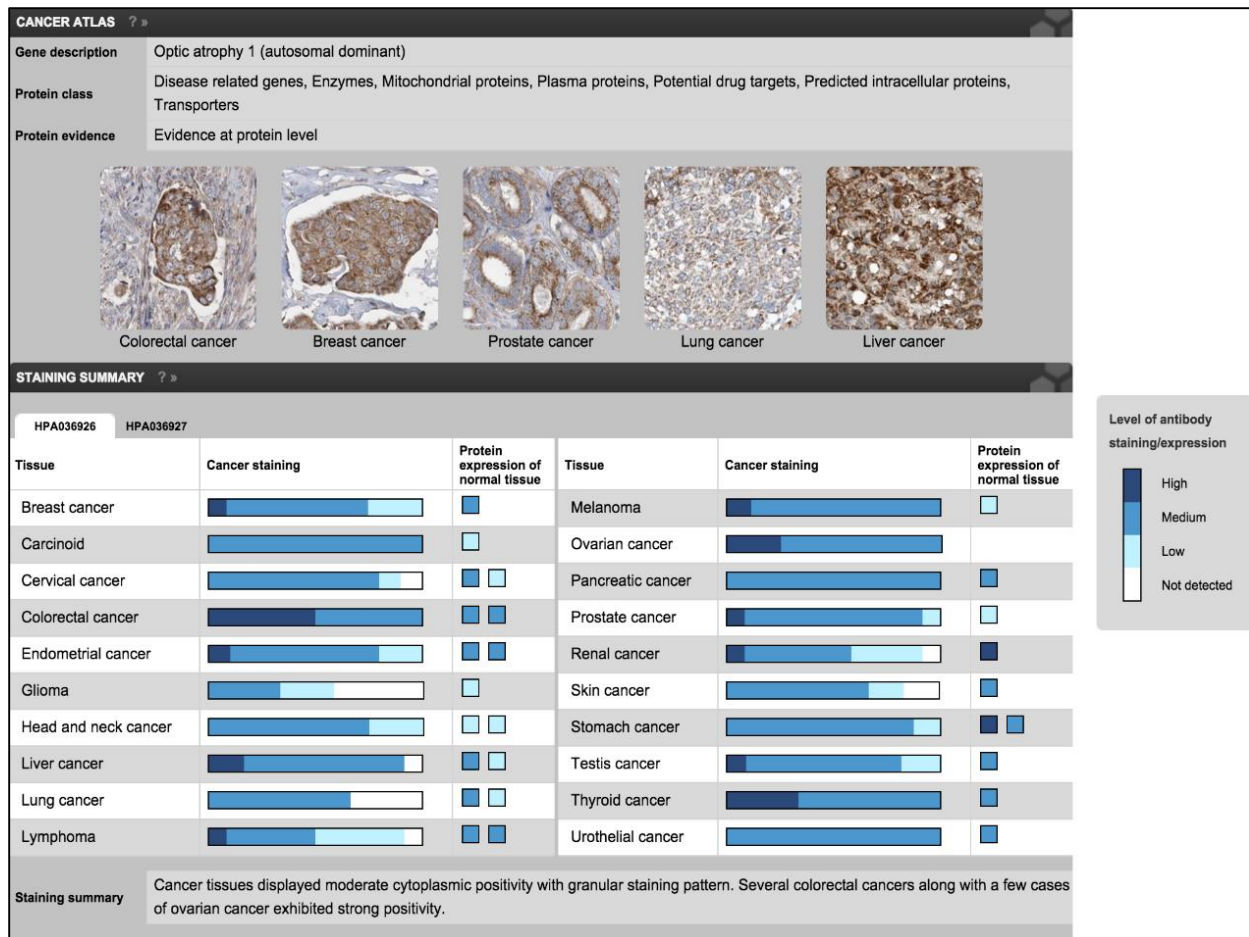 CANCER ATLAS ? »
Gene description Optic atrophy 1 (autosomal dominant)
Protein class Disease related genes, Enzymes, Mitochondrial proteins, Plasma proteins, Potential drug targets, Predicted intracellular proteins,
Transporters
Protein evidence Evidence at protein level
Colorectal cancer Breast cancer Prostate cancer Lung cancer Liver cancer
STAINING SUMMARY ? »
HPA036926 HPA036927
Tissue Cancer staining Protein expression of normal tissue Tissue Cancer staining Protein expression of normal tissue
Breast cancer Melanoma
Carcinoid Ovarian cancer
Cervical cancer Pancreatic cancer
Colorectal cancer Prostate cancer
Endometrial cancer Renal cancer
Glioma Skin cancer
Head and neck cancer Stomach cancer
Liver cancer Testis cancer
Lung cancer Thyroid cancer
Lymphoma Urothelial cancer
Staining summary Cancer tissues displayed moderate cytoplasmic positivity with granular staining pattern. Several colorectal cancers along with a few cases
of ovarian cancer exhibited strong positivity.
Level of antibody
staining/expression
High
Medium
Low
Not detected